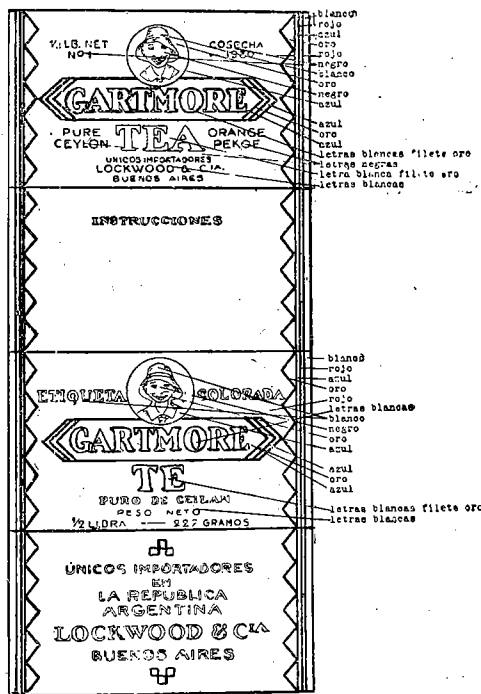 ½ LB. NET
Nº 1
COSECHA
1930
GARTMORE
PURE
CEYLON
TEA
ORANGE
PEKOE
UNICOS IMPORTADORES
LOCKWOOD & CIA.
BUENOS AIRES
blanco
rojo
azul
oro
rojo
negro
blanco
oro
negro
azul
azul
oro
azul
letras blancas filete oro
letras negras
letra blanca filete oro
letras blancas
INSTRUCCIONES
ETIQUETA COLORADA
GARTMORE
TE
PURO DE CEILAN
PESO NETO
½ LIBRA — 227 GRAMOS
blanco
rojo
azul
oro
rojo
letras blancas
blanco
negro
oro
azul
azul
oro
azul
letras blancas filete oro
letras blancas
ÚNICOS IMPORTADORES
EN
LA REPUBLICA
ARGENTINA
LOCKWOOD & CIA
BUENOS AIRES